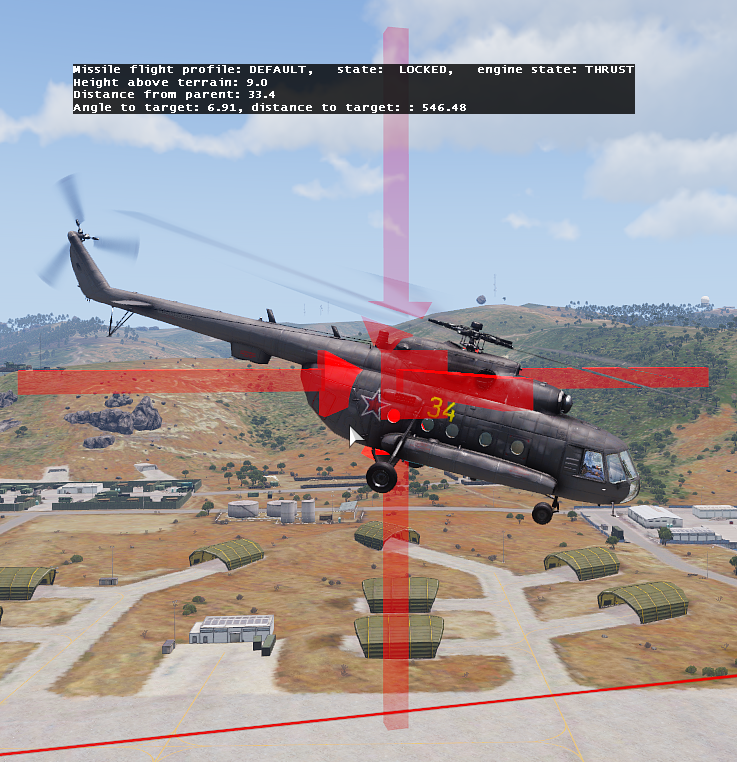 Missile flight profile: DEFAULT,   state:  LOCKED,   engine state: THRUST
Height above terrain: 9.0
Distance from parent: 33.4
Angle to target: 6.91, distance to target: : 546.48
34